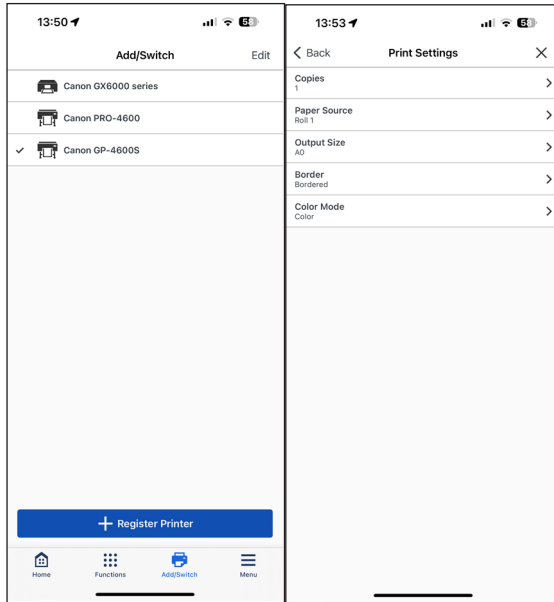 13:50
53
Add/Switch
Edit
Canon GX6000 series
Canon PRO-4600
Canon GP-4600S
Register Printer
Home
Functions
Add/Switch
Menu
13:53
53
Back
Print Settings
Copies
1
Paper Source
Roll 1
Output Size
A0
Border
Bordered
Color Mode
Color